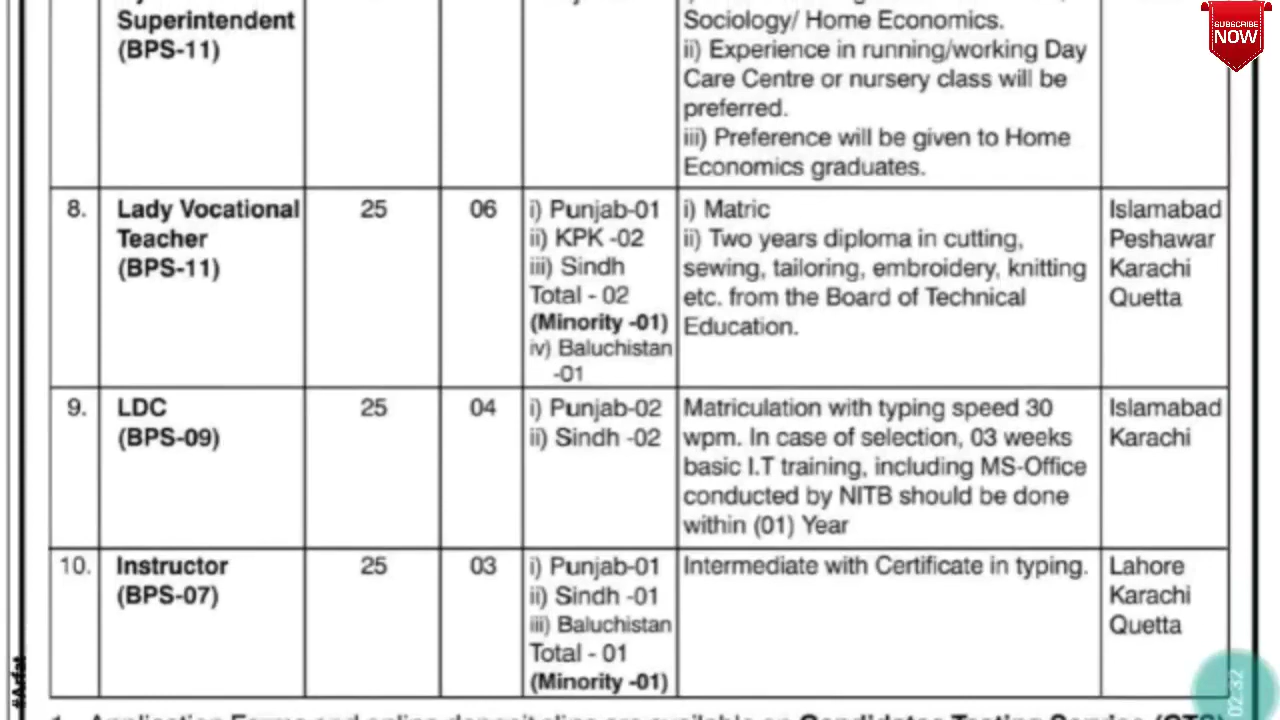 Superintendent
(BPS-11)
Sociology/ Home Economics.
ii) Experience in running/working Day
Care Centre or nursery class will be
preferred.
iii) Preference will be given to Home
Economics graduates.
SUBSCRIBE
NOW
8.
Lady Vocational
Teacher
(BPS-11)
25
06
i) Punjab-01
ii) KPK -02
iii) Sindh
Total - 02
(Minority -01)
iv) Baluchistan
-01
i) Matric
ii) Two years diploma in cutting,
sewing, tailoring, embroidery, knitting
etc. from the Board of Technical
Education.
Islamabad
Peshawar
Karachi
Quetta
9.
LDC
(BPS-09)
25
04
i) Punjab-02
ii) Sindh -02
Matriculation with typing speed 30
wpm. In case of selection, 03 weeks
basic I.T training, including MS-Office
conducted by NITB should be done
within (01) Year
Islamabad
Karachi
10.
Instructor
(BPS-07)
25
03
i) Punjab-01
ii) Sindh -01
iii) Baluchistan
Total - 01
(Minority -01)
Intermediate with Certificate in typing.
Lahore
Karachi
Quetta
#Arfat
02:32